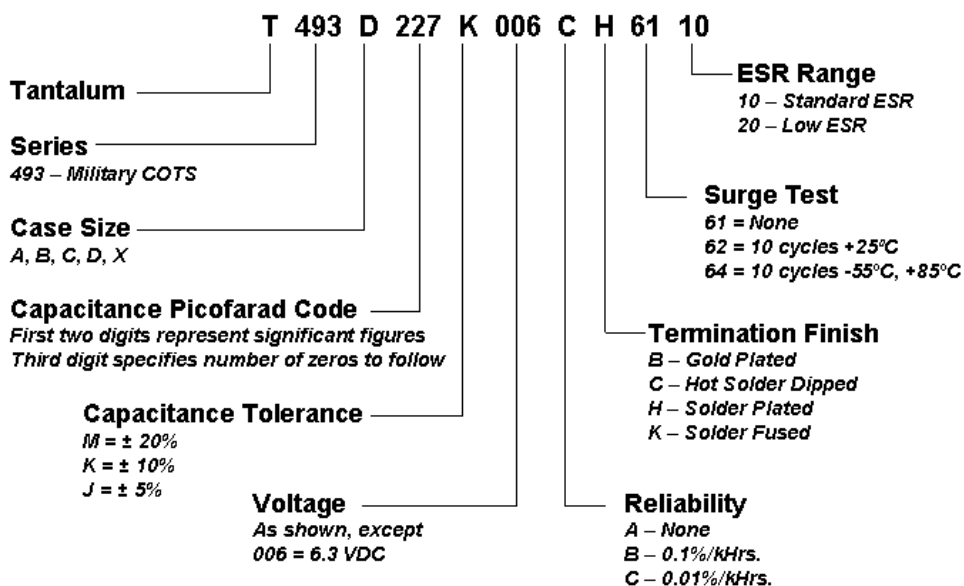 T 493 D 227 K 006 C H 61 10
Tantalum
Series
493 – Military COTS
Case Size
A, B, C, D, X
Capacitance Picofarad Code
First two digits represent significant figures
Third digit specifies number of zeros to follow
Capacitance Tolerance
M = ± 20%
K = ± 10%
J = ± 5%
Voltage
As shown, except
006 = 6.3 VDC
ESR Range
10 – Standard ESR
20 – Low ESR
Surge Test
61 = None
62 = 10 cycles +25ºC
64 = 10 cycles -55ºC, +85ºC
Termination Finish
B – Gold Plated
C – Hot Solder Dipped
H – Solder Plated
K – Solder Fused
Reliability
A – None
B – 0.1%/kHrs.
C – 0.01%/kHrs.